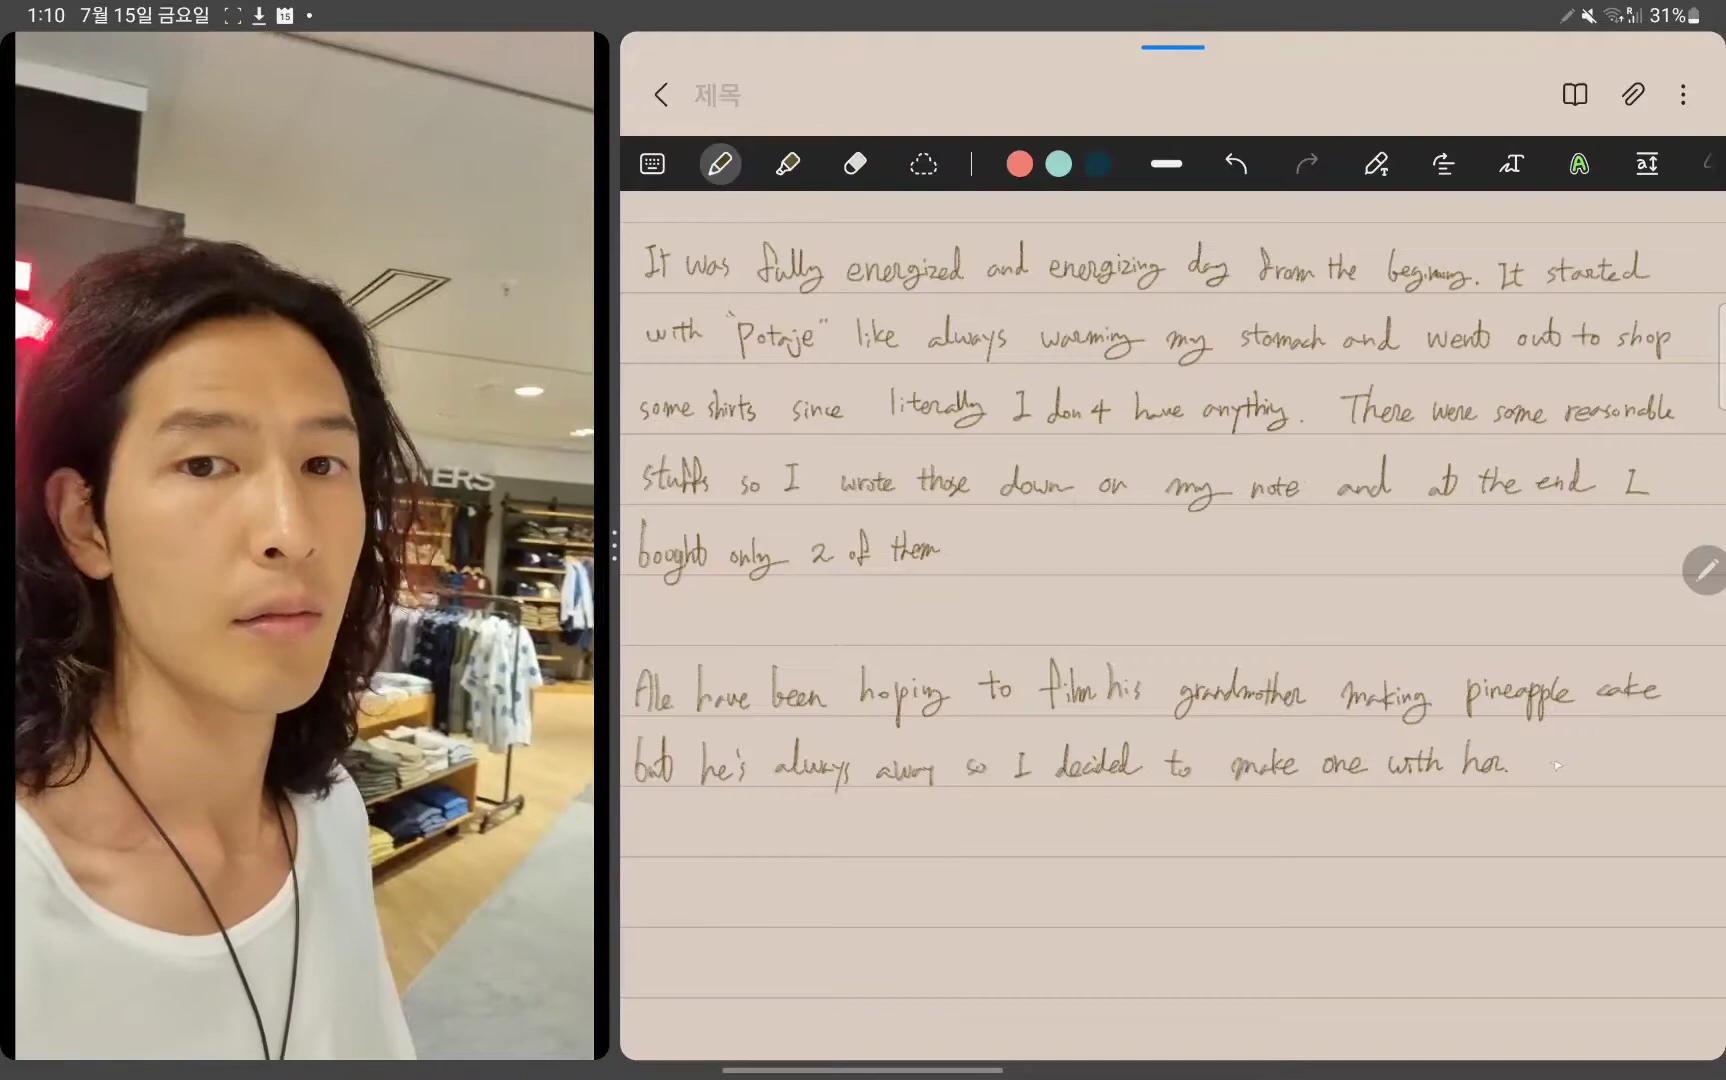 1:10 7월 15일 금요일
15
R
31%
제목
It was fully energized and energizing day from the begining. It started
with "Potaje" like always warming my stomach and went out to shop
some shirts since literally I don't have anything. There were some reasonable
stuffs so I wrote those down on my note and at the end I
bought only 2 of them
Ale have been hoping to film his grandmother making pineapple cake
but he's always away so I decided to make one with her.
KERS